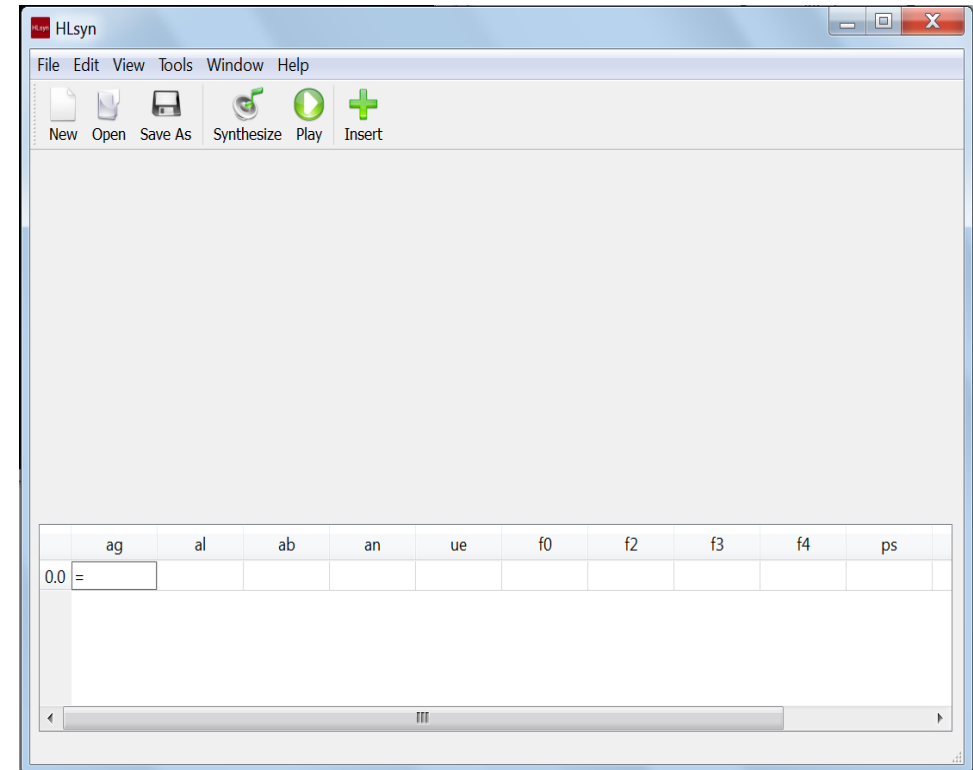 HLsyn HLsyn
File Edit View Tools Window Help
New Open Save As Synthesize Play Insert
ag al ab an ue f0 f2 f3 f4 ps
0.0 =